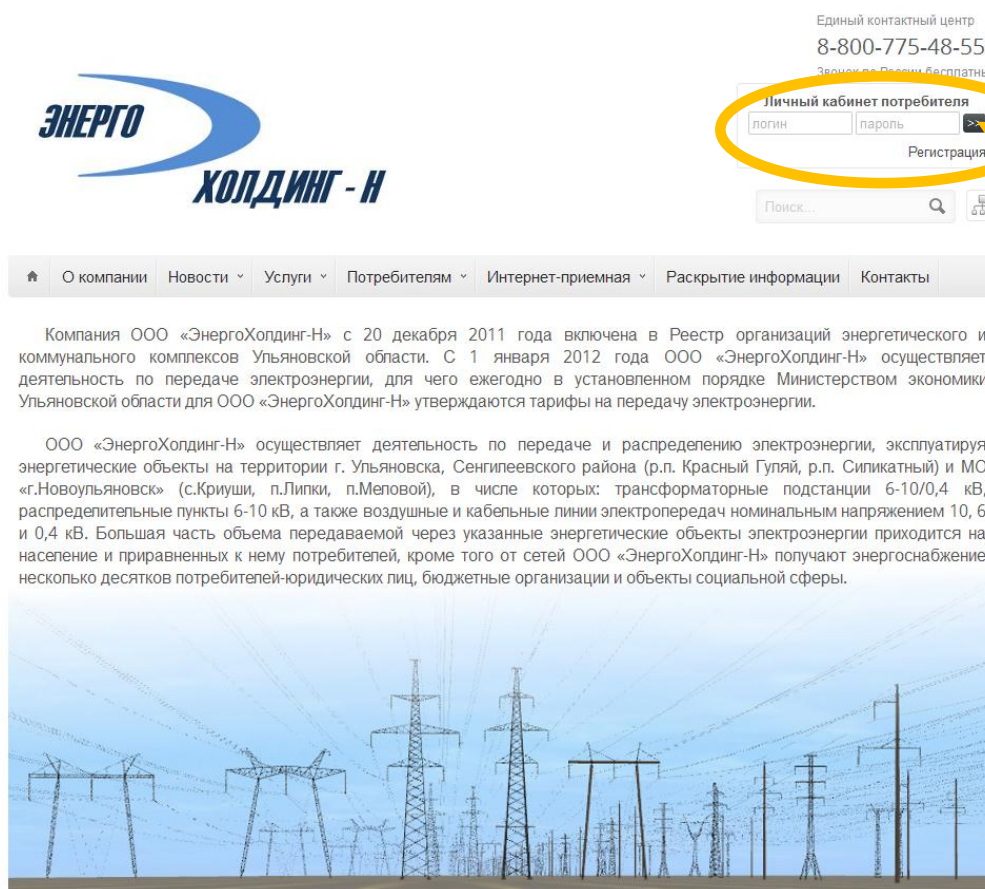 Единый контактный центр
8-800-775-48-55
Звонок по России бесплатны
ЭНЕРГО
ХОЛДИНГ - Н
Личный кабинет потребителя
логин пароль >>
Регистрация
Поиск...
О компании Новости Услуги Потребителям Интернет-приемная Раскрытие информации Контакты
Компания ООО «ЭнергоХолдинг-Н» с 20 декабря 2011 года включена в Реестр организаций энергетического и
коммунального комплексов Ульяновской области. С 1 января 2012 года ООО «ЭнергоХолдинг-Н» осуществляет
деятельность по передаче электроэнергии, для чего ежегодно в установленном порядке Министерством экономики
Ульяновской области для ООО «ЭнергоХолдинг-Н» утверждаются тарифы на передачу электроэнергии.
ООО «ЭнергоХолдинг-Н» осуществляет деятельность по передаче и распределению электроэнергии, эксплуатируя
энергетические объекты на территории г. Ульяновска, Сенгилеевского района (р.п. Красный Гуляй, р.п. Силикатный) и МО
«г.Новоульяновск» (с.Криуши, п.Липки, п.Меловой), в числе которых: трансформаторные подстанции 6-10/0,4 кВ,
распределительные пункты 6-10 кВ, а также воздушные и кабельные линии электропередач номинальным напряжением 10, 6
и 0,4 кВ. Большая часть объема передаваемой через указанные энергетические объекты электроэнергии приходится на
население и приравненных к нему потребителей, кроме того от сетей ООО «ЭнергоХолдинг-Н» получают энергоснабжение
несколько десятков потребителей-юридических лиц, бюджетные организации и объекты социальной сферы.